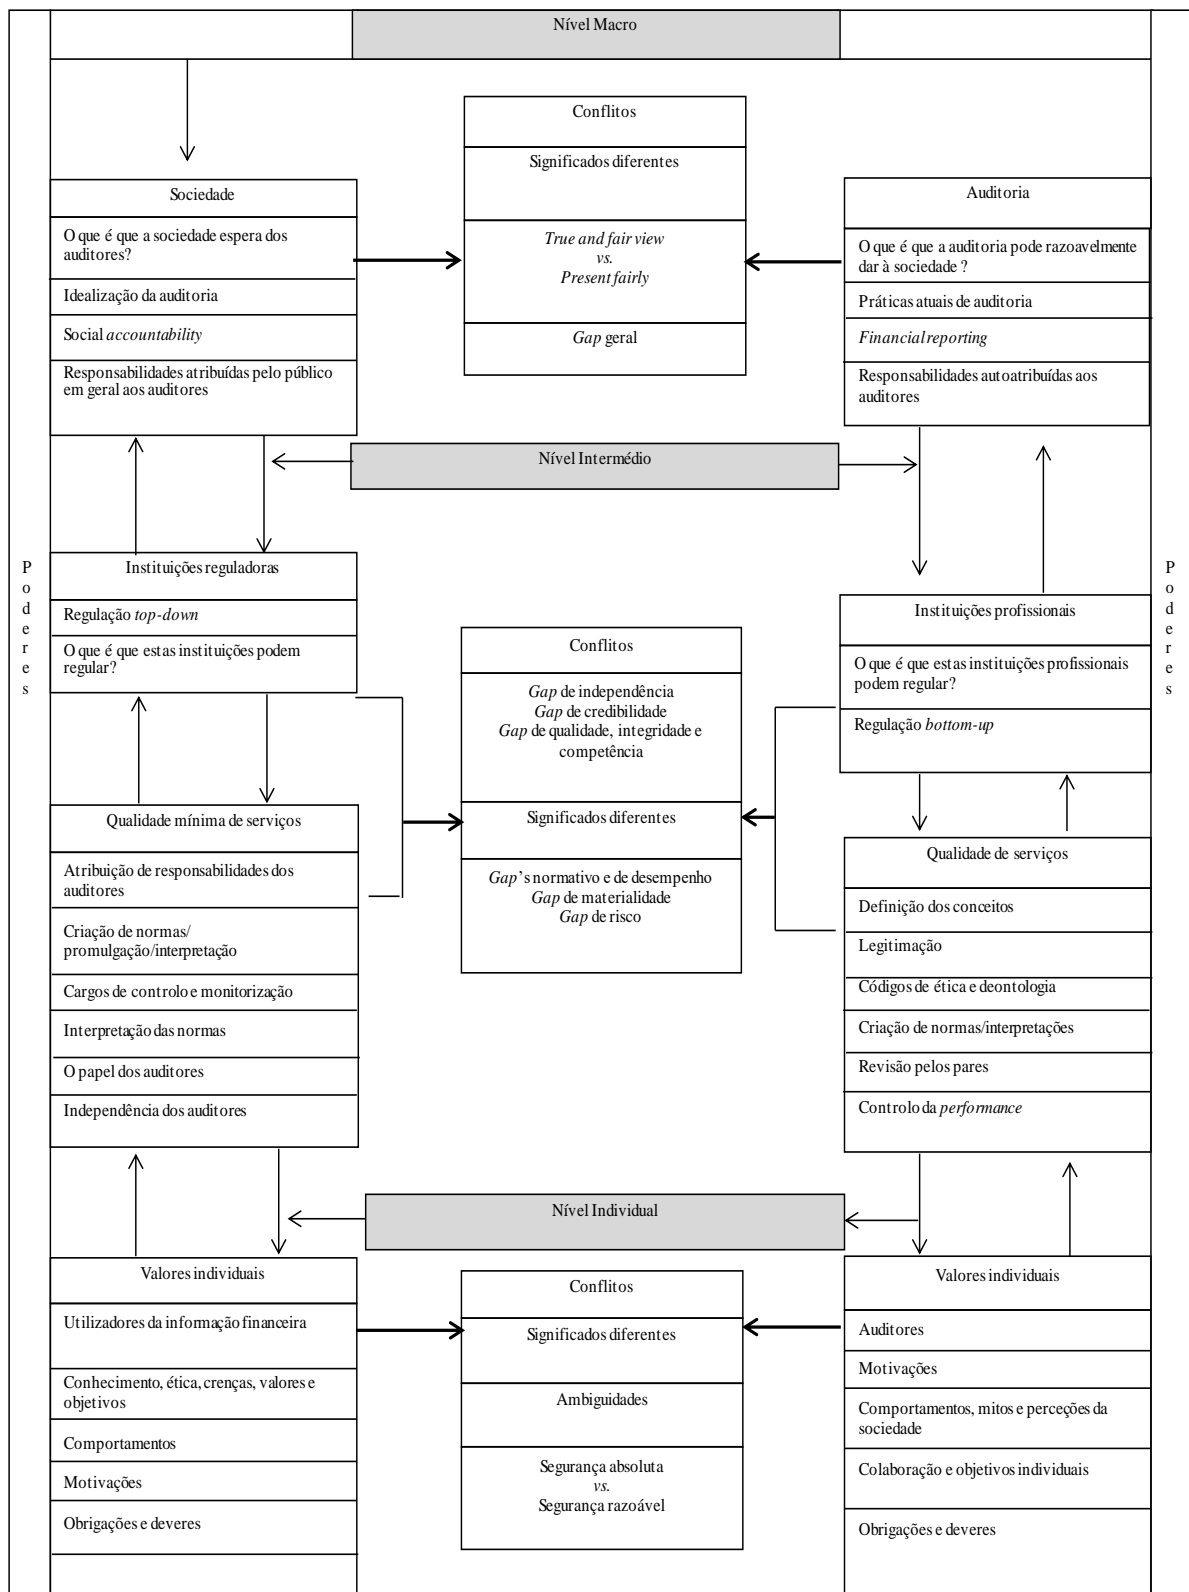 Nível Macro
Conflitos
Significados diferentes
True and fair view
vs.
Present fairly
Gap geral
Sociedade
O que é que a sociedade espera dos
auditores?
Idealização da auditoria
Social accountability
Responsabilidades atribuídas pelo público
em geral aos auditores
Auditoria
O que é que a auditoria pode razoavelmente
dar à sociedade ?
Práticas atuais de auditoria
Financial reporting
Responsabilidades autoatribuídas aos
auditores
Nível Intermédio
Poderes
Poderes
Instituições reguladoras
Regulação top-down
O que é que estas instituições podem
regular?
Conflitos
Gap de independência
Gap de credibilidade
Gap de qualidade, integridade e
competência
Significados diferentes
Gap's normativo e de desempenho
Gap de materialidade
Gap de risco
Instituições profissionais
O que é que estas instituições profissionais
podem regular?
Regulação bottom-up
Qualidade mínima de serviços
Atribuição de responsabilidades dos
auditores
Criação de normas/
promulgação/interpretação
Cargos de controlo e monitorização
Interpretação das normas
O papel dos auditores
Independência dos auditores
Qualidade de serviços
Definição dos conceitos
Legitimação
Códigos de ética e deontologia
Criação de normas/interpretações
Revisão pelos pares
Controlo da performance
Nível Individual
Valores individuais
Utilizadores da informação financeira
Conhecimento, ética, crenças, valores e
objetivos
Comportamentos
Motivações
Obrigações e deveres
Conflitos
Significados diferentes
Ambiguidades
Segurança absoluta
vs.
Segurança razoável
Valores individuais
Auditores
Motivações
Comportamentos, mitos e perceções da
sociedade
Colaboração e objetivos individuais
Obrigações e deveres